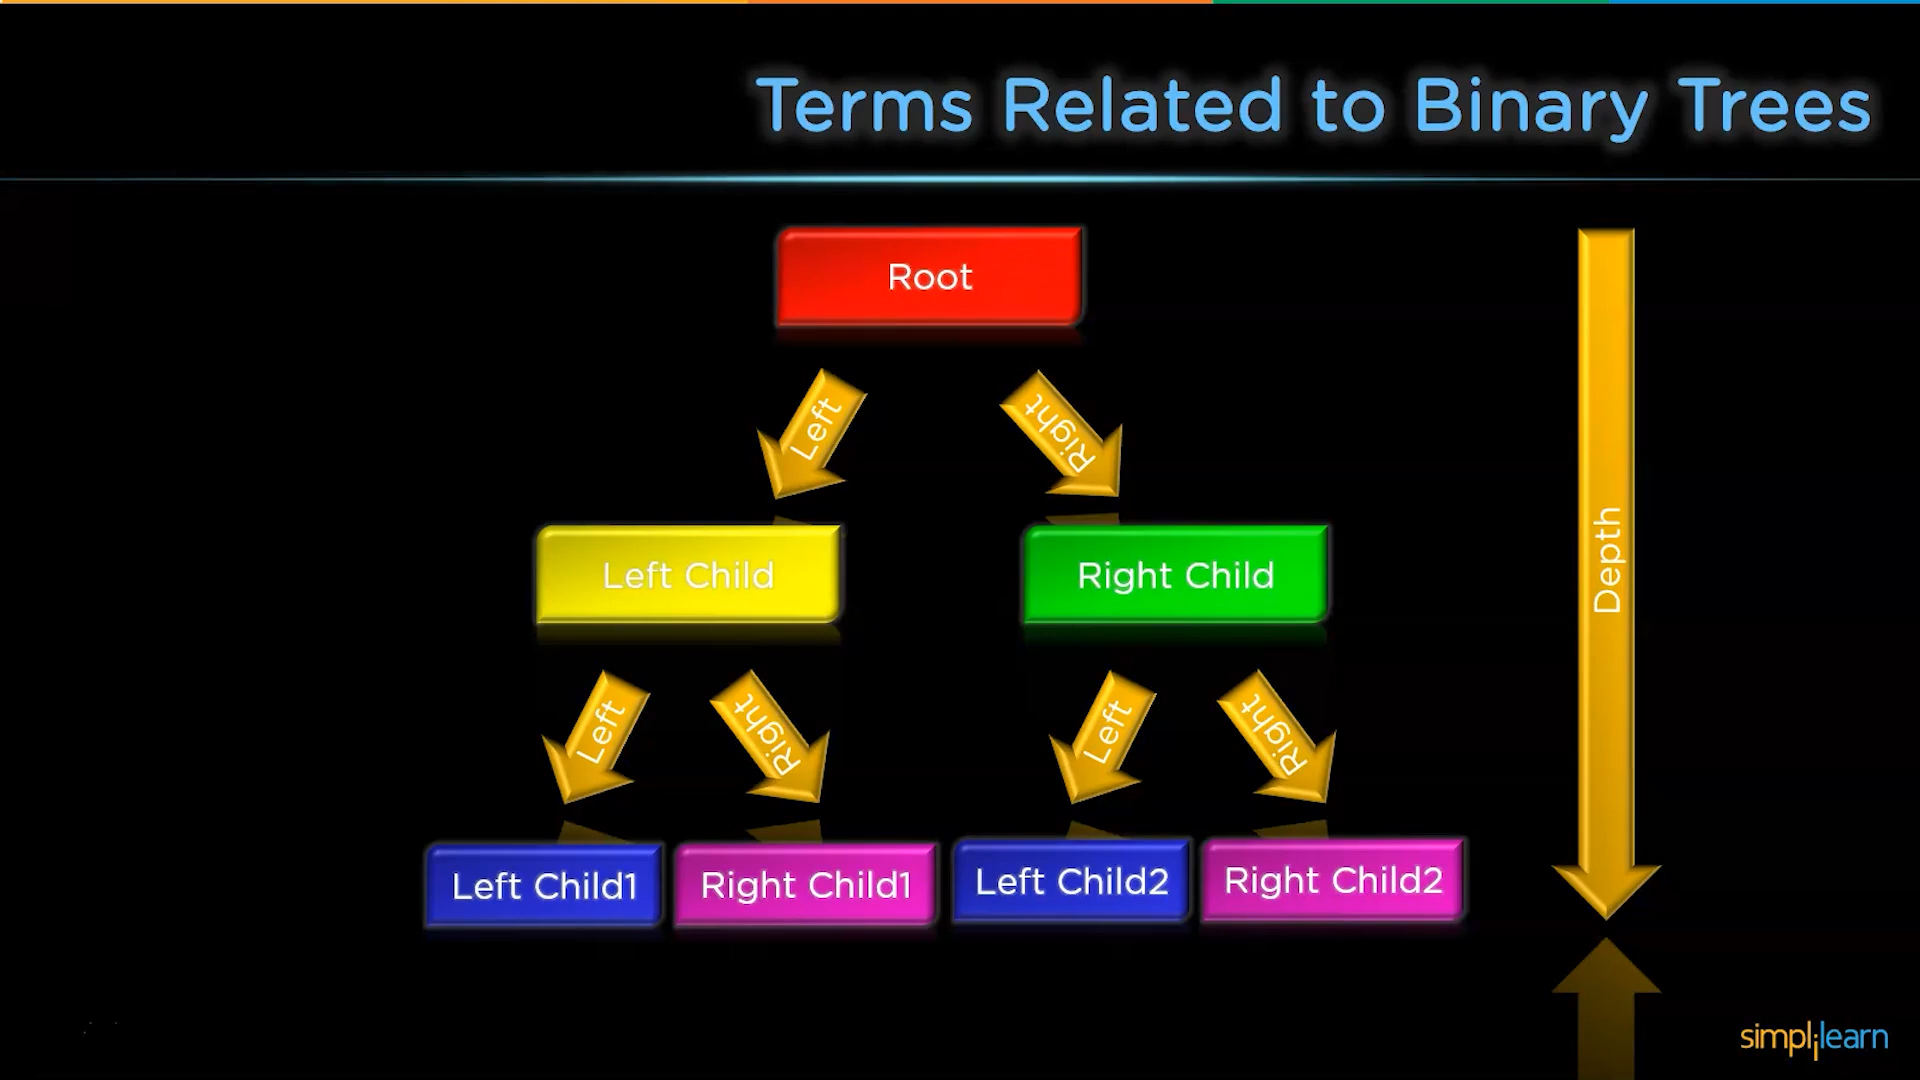 Terms Related to Binary Trees
Root
Left
Right
Left Child
Right Child
Depth
Left
Right
Left
Right
Left Child1
Right Child1
Left Child2
Right Child2
simplilearn